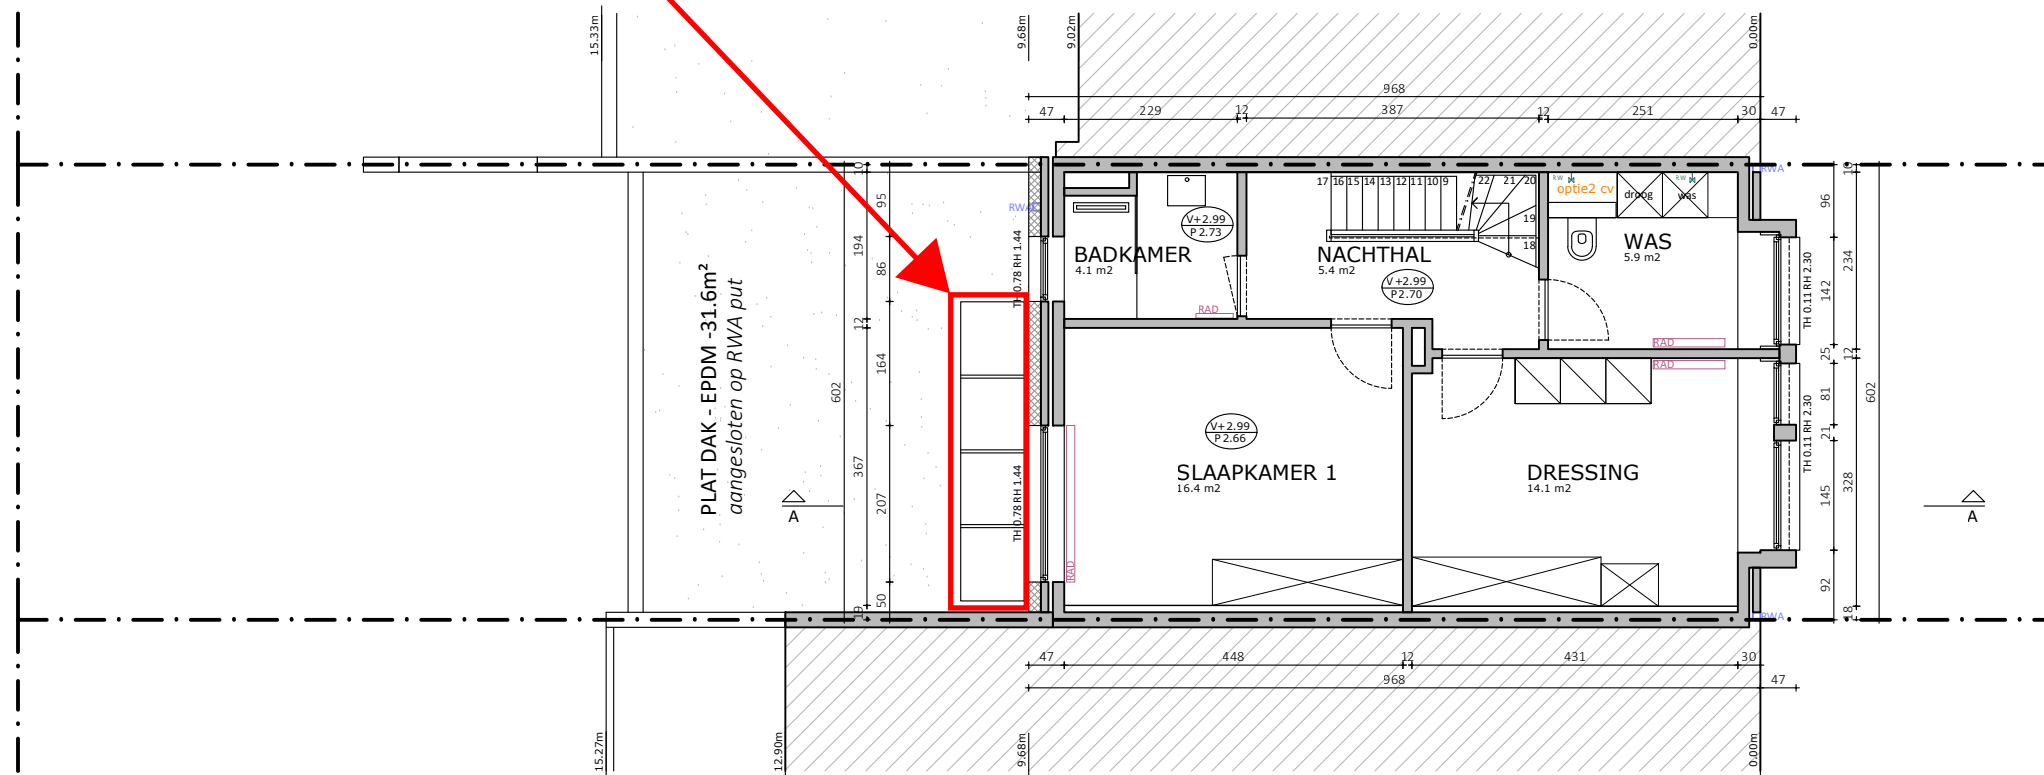 15.33m
9.68m
9.02m
0.00m
968
47
229
12
387
12
251
30
47
10
95
194
86
12
164
602
367
207
50
19
RWA
PLAT DAK - EPDM -31.6m²
aangesloten op RWA put
A
TH 0.78 RH 1.44
TH 0.78 RH 1.44
BADKAMER
4.1 m2
V+2.99
P 2.73
RAD
17 16 15 14 13 12 11 10 9
22 21 20
19
18
NACHTHAL
5.4 m2
V+2.99
P 2.70
RW
optie2 cv
droog
RW
was
WAS
5.9 m2
RAD
RAD
RAD
V+2.99
P 2.66
SLAAPKAMER 1
16.4 m2
DRESSING
14.1 m2
RWA
RWA
TH 0.11 RH 2.30
TH 0.11 RH 2.30
96
234
142
25
12
81
602
21
328
145
92
18
A
47
448
12
431
30
968
47
15.27m
12.90m
9.68m
0.00m